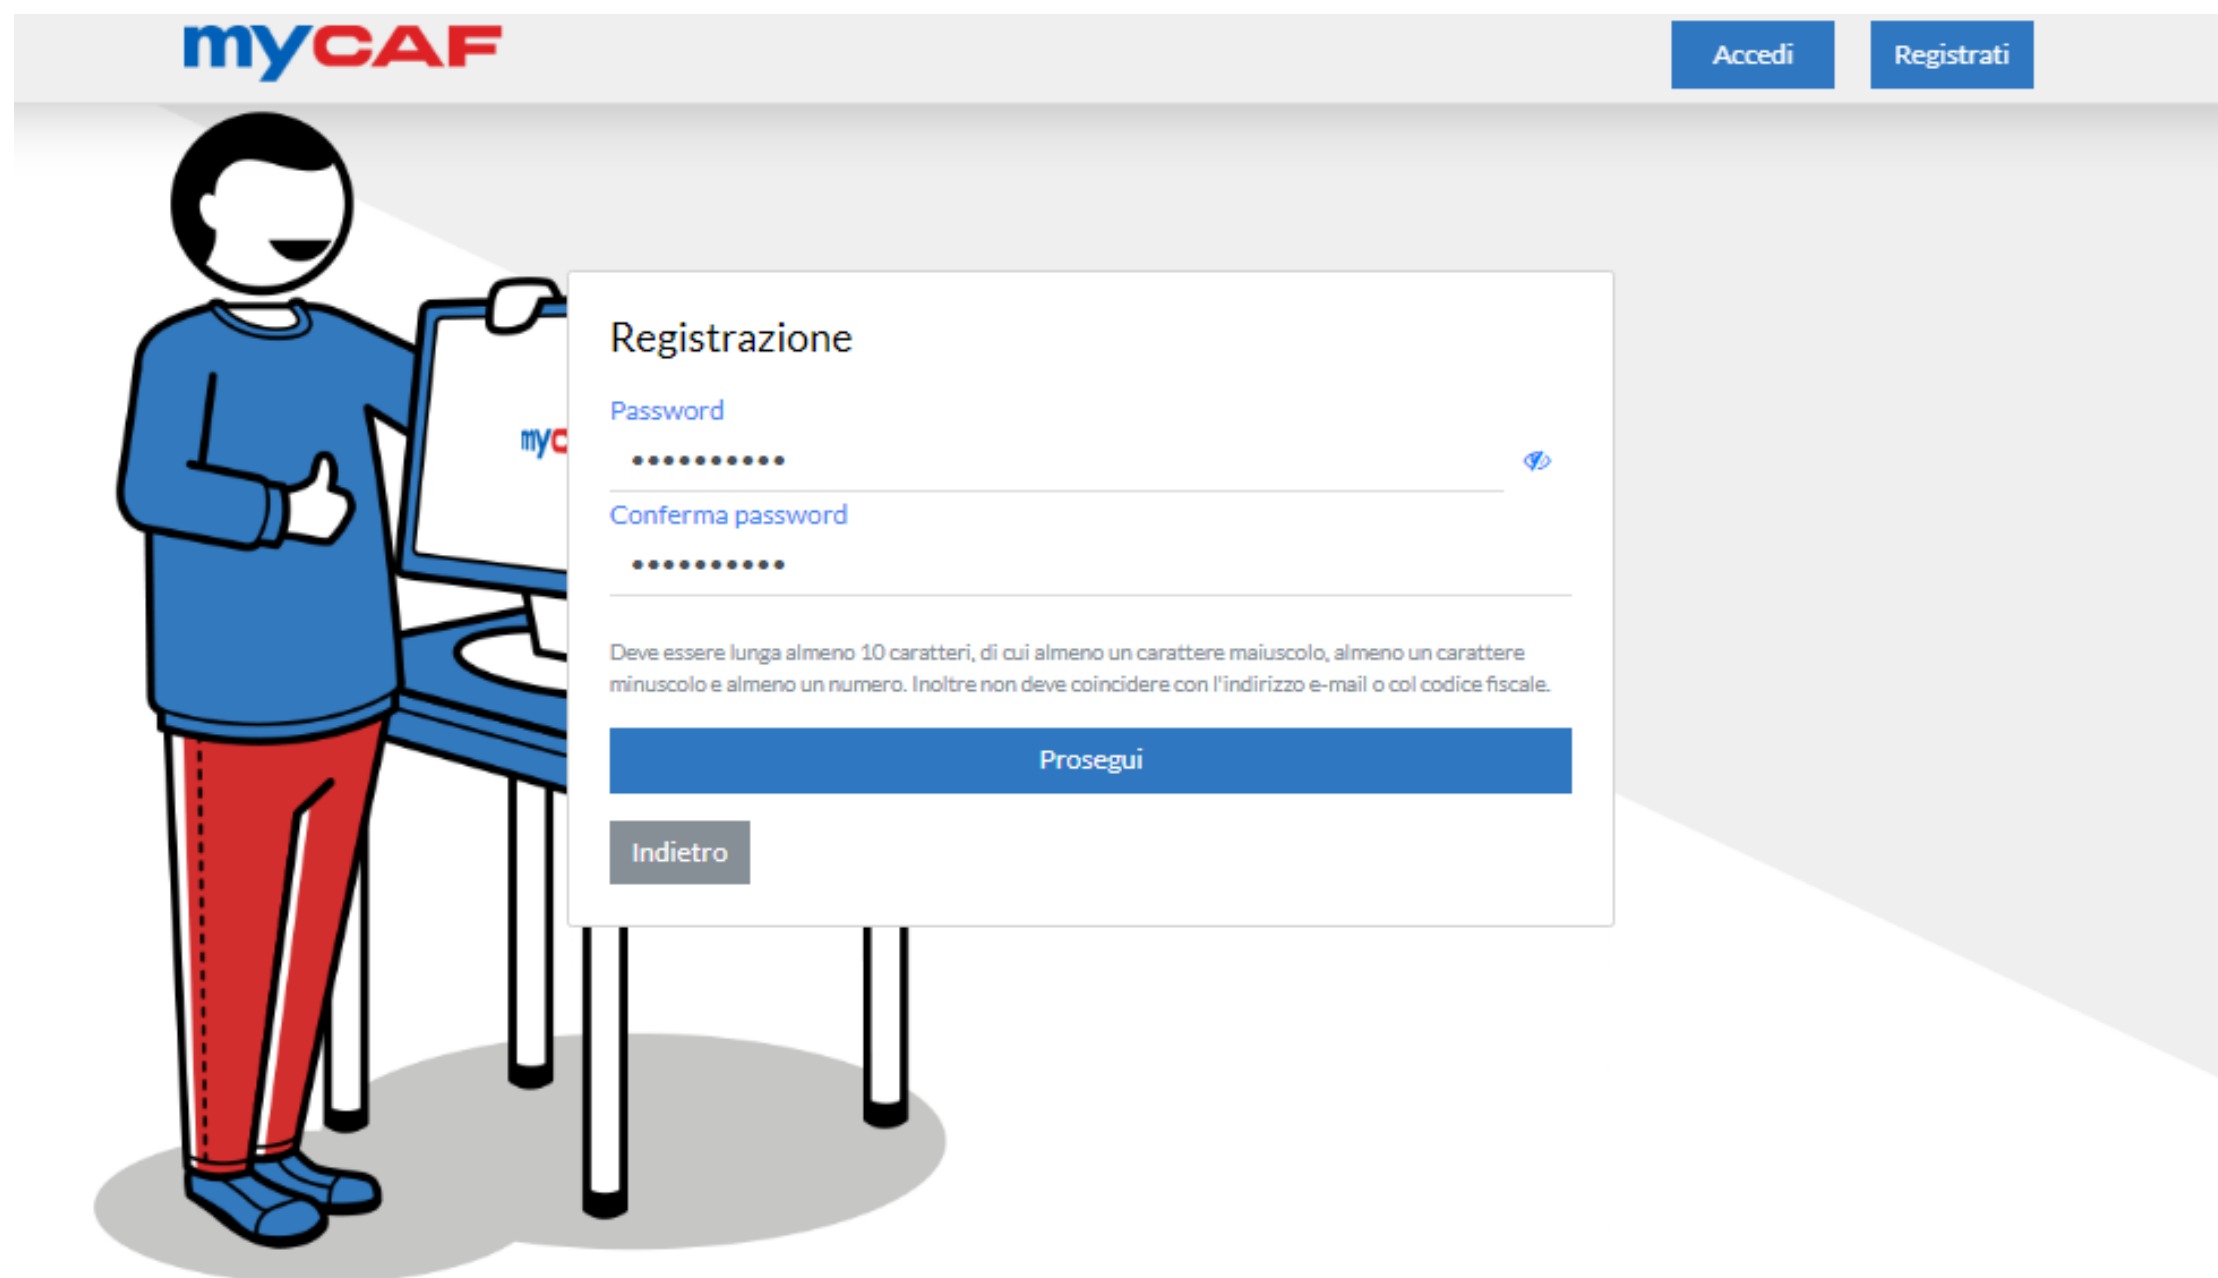 myCAF
Accedi
Registrati
myC
Registrazione
Password
••••••••••
Conferma password
••••••••••
Deve essere lunga almeno 10 caratteri, di cui almeno un carattere maiuscolo, almeno un carattere
minuscolo e almeno un numero. Inoltre non deve coincidere con l'indirizzo e-mail o col codice fiscale.
Prosegui
Indietro